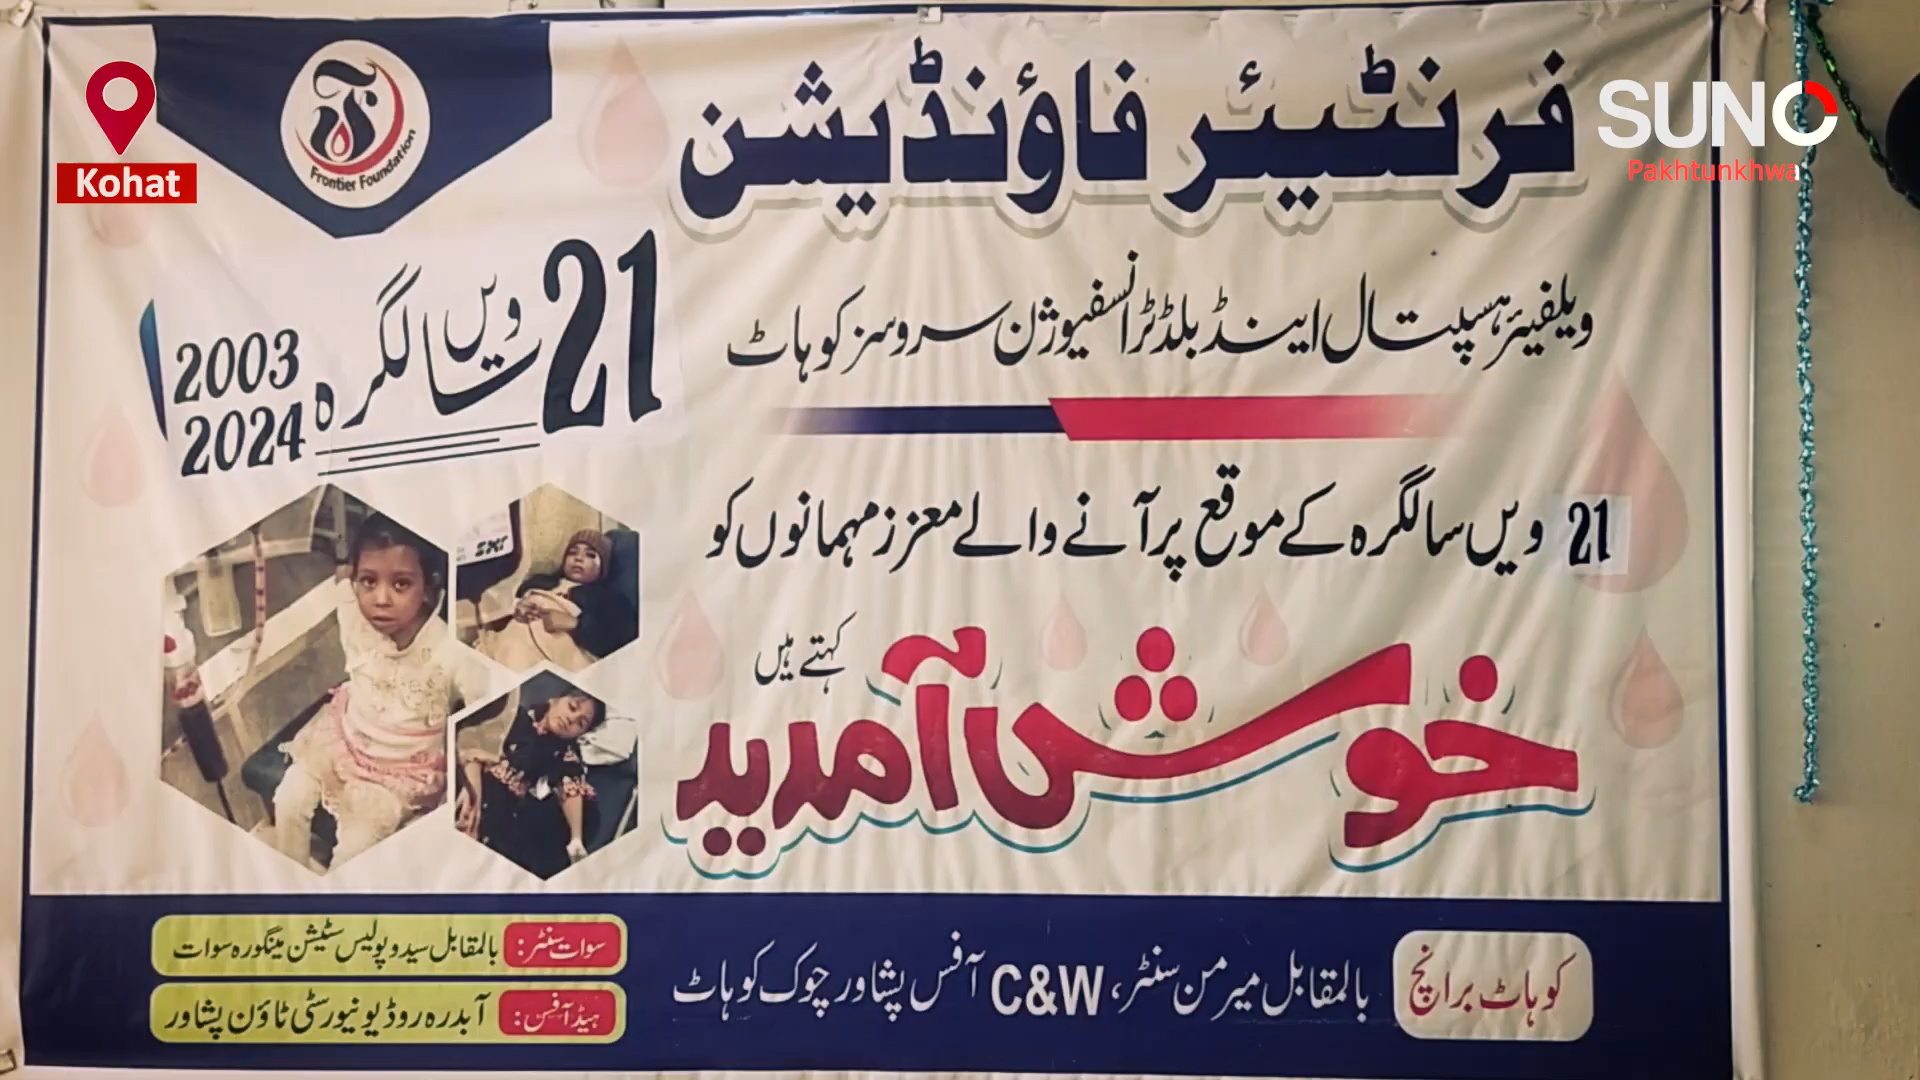 Kohat
SUNO
Pakhtunkhwa
Frontier Foundation
فرنٹیئر فاؤنڈیشن
ویلفیئر ہسپتال اینڈ بلڈ ٹرانسفیوژن سروسز کوہاٹ
21 ویں سالگرہ
2003
2024
21 ویں سالگرہ کے موقع پر آنے والے معزز مہمانوں کو
خوش آمدید کہتے ہیں
کوہاٹ برانچ بالمقابل میرمن سنٹر، C&W آفس پشاور چوک کوہاٹ
سوات سنٹر: بالمقابل سیدو پولیس سٹیشن مینگورہ سوات
ہیڈ آفس: آبدرہ روڈ یونیورسٹی ٹاؤن پشاور